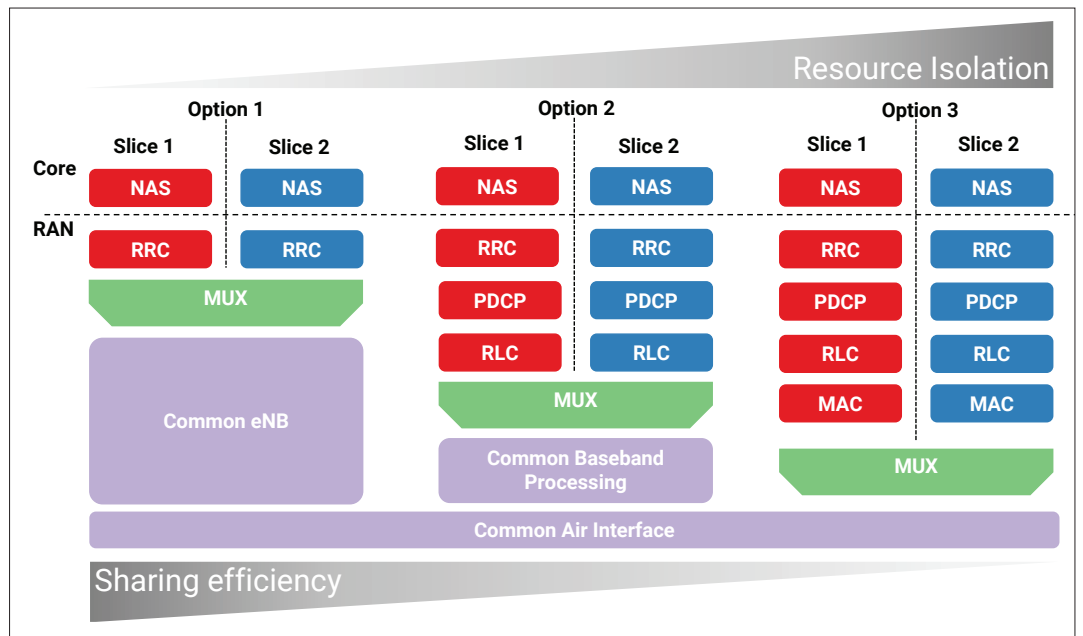 Resource Isolation
Option 1
Option 2
Option 3
Slice 1
Slice 2
Slice 1
Slice 2
Slice 1
Slice 2
Core
NAS
NAS
NAS
NAS
NAS
NAS
RAN
RRC
RRC
RRC
RRC
RRC
RRC
MUX
PDCP
PDCP
PDCP
PDCP
RLC
RLC
RLC
RLC
MUX
MAC
MAC
Common eNB
Common Baseband
Processing
MUX
Common Air Interface
Sharing efficiency